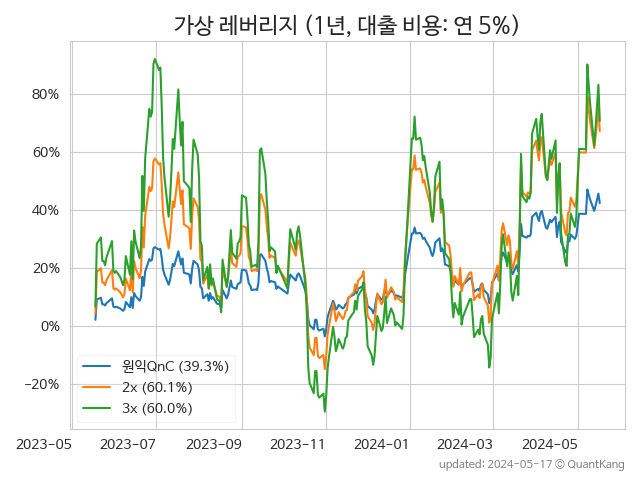 가상 레버리지 (1년, 대출 비용: 연 5%)
80%
60%
40%
20%
0%
−20%
원익QnC (39.3%)
2x (60.1%)
3x (60.0%)
2023-05 2023-07 2023-09 2023-11 2024-01 2024-03 2024-05
updated: 2024-05-17 © QuantKang